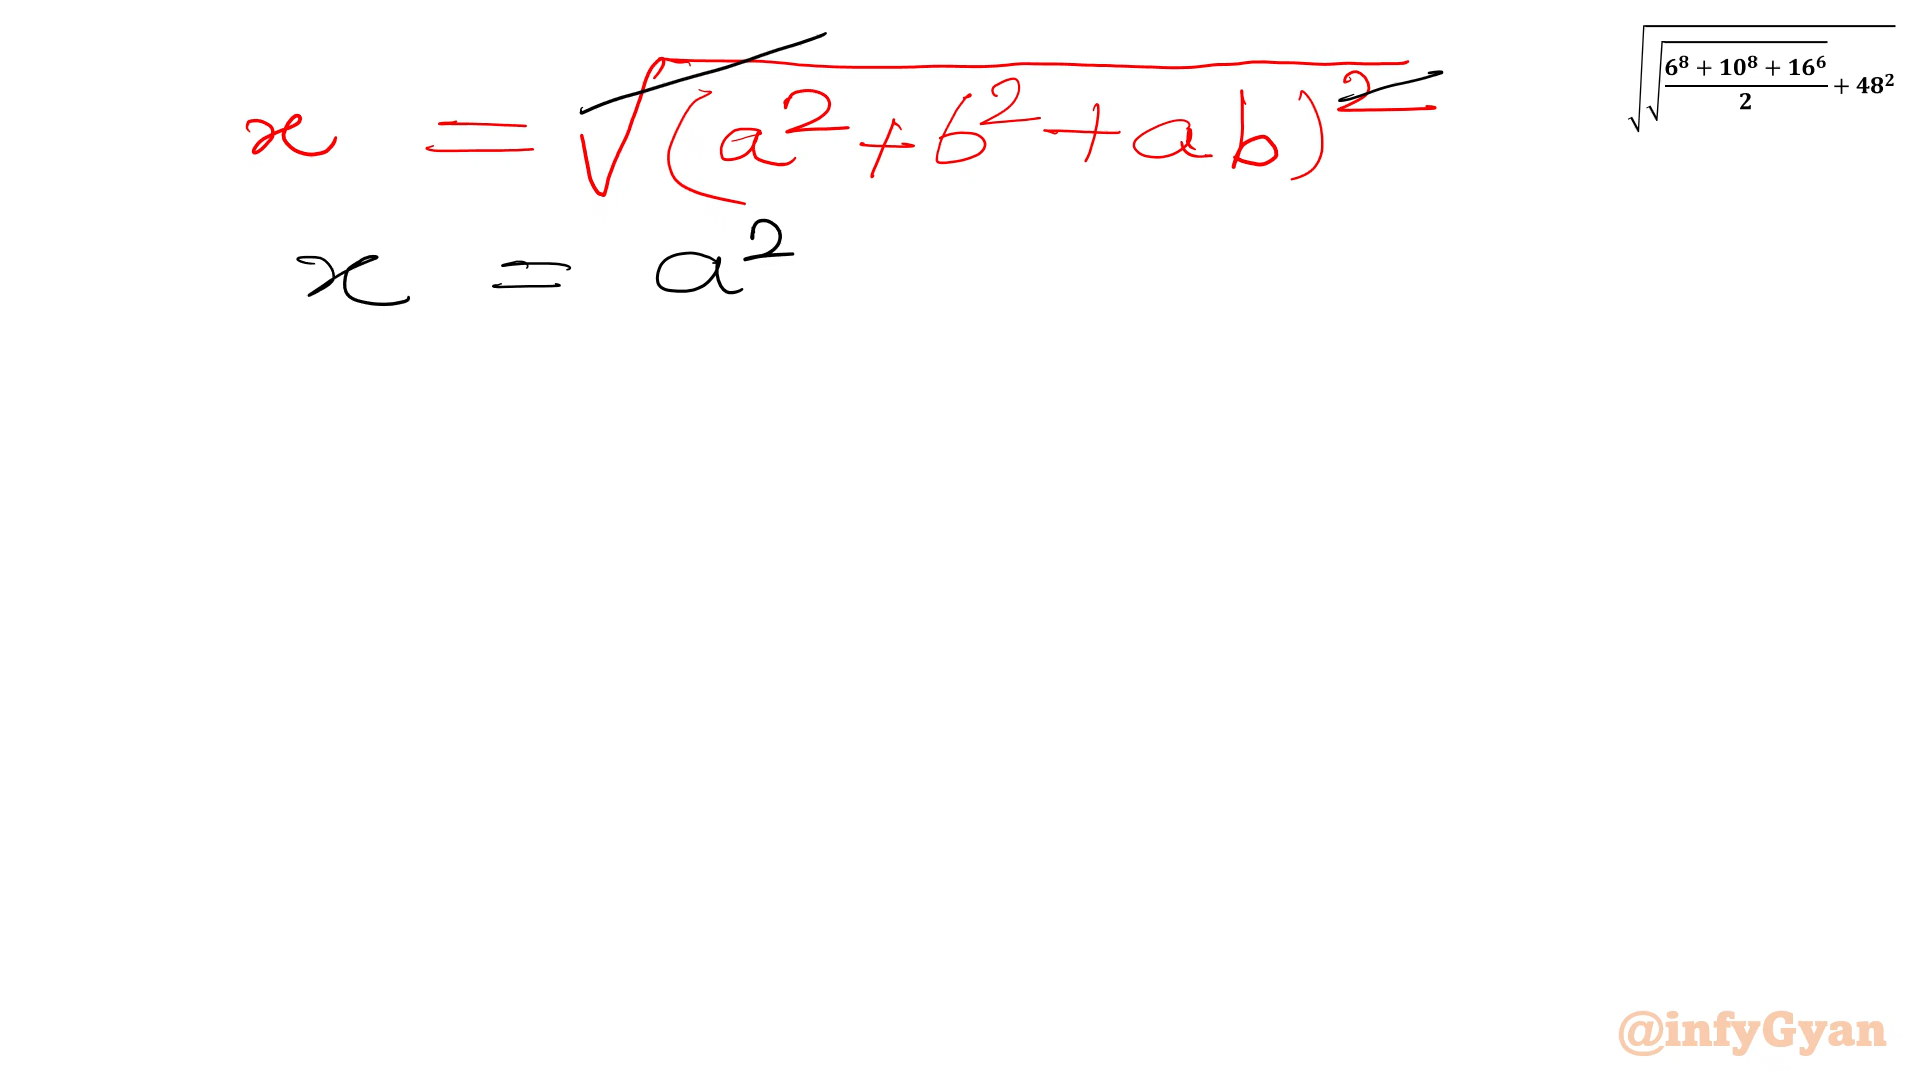 x = √(a² + b² + ab)²
x = a²
√(√((6⁸ + 10⁸ + 16⁶)/2) + 48²)
@infyGyan